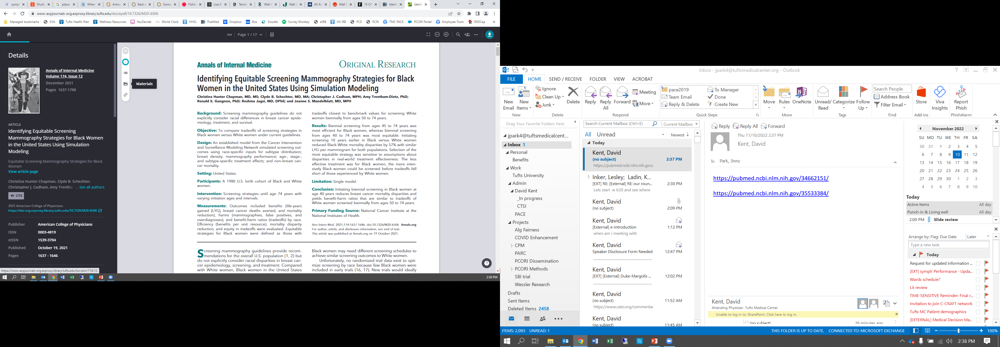 sympl
Shutte
place:
Where
Artwo
Best o
Some
Fishin
Lisa E
Tennis
Wall A
Wall A
All Art
Wall D
15 Of
Identi
Identi
www-acpjournals-org.ezproxy.library.tufts.edu/doi/epdf/10.7326/M20-6506
Managed bookmarks EVA Tufts Health Plan Wellness Resources YouDecide World Clock HHSL PubMed Dropbox Box Doodle Survey Monkey eIRB HS IRB PCE RCRI TMC PACE PCORI Portal Employee Tools REDCap »
PDF Page 1 / 17
Details
Annals of Internal Medicine
Volume 174, Issue 12
December 2021
Pages 1637-1788
Materials
ARTICLE
Identifying Equitable Screening
Mammography Strategies for Black Women
in the United States Using Simulation
Modeling
Equitable Screening Mammography Strategies for Black
Women
View article page
Christina Hunter Chapman, Clyde B. Schechter,
Christopher J. Cadham, Amy Trentha ... See all authors
CITE
2021 American College of Physicians
https://doi-org.ezproxy.library.tufts.edu/10.7326/M20-6506
Publisher American College of Physicians
ISSN 0003-4819
eISSN 1539-3704
Published October 19, 2021
Pages 1637 - 1646
https://www-acpjournals-org.ezproxy.library.tufts.edu/toc/aim/174/12
Annals of Internal Medicine ORIGINAL RESEARCH
Identifying Equitable Screening Mammography Strategies for Black
Women in the United States Using Simulation Modeling
Christina Hunter Chapman, MD, MS; Clyde B. Schechter, MD, MA; Christopher J. Cadham, MPH; Amy Trentham-Dietz, PhD;
Ronald E. Gangnon, PhD; Reshma Jagsi, MD, DPhil; and Jeanne S. Mandelblatt, MD, MPH
Background: Screening mammography guidelines do not
explicitly consider racial differences in breast cancer epide-
miology, treatment, and survival.
Objective: To compare tradeoffs of screening strategies in
Black women versus White women under current guidelines.
Design: An established model from the Cancer Intervention
and Surveillance Modeling Network simulated screening out-
comes using race-specific inputs for subtype distribution;
breast density; mammography performance; age-, stage-,
and subtype-specific treatment effects; and non–breast can-
cer mortality.
Setting: United States.
Participants: A 1980 U.S. birth cohort of Black and White
women.
Intervention: Screening strategies until age 74 years with
varying initiation ages and intervals.
Measurements: Outcomes included benefits (life-years
gained [LYG], breast cancer deaths averted, and mortality
reduction), harms (mammographies, false positives, and
overdiagnoses), and benefit-harm ratios (tradeoffs) by race.
Efficiency (benefits per unit resource), mortality disparity
reduction, and equity in tradeoffs were evaluated. Equitable
strategies for Black women were defined as those with
tradeoffs closest to benchmark values for screening White
women biennially from ages 50 to 74 years.
Results: Biennial screening from ages 45 to 74 years was
most efficient for Black women, whereas biennial screening
from ages 40 to 74 years was most equitable. Initiating
screening 10 years earlier in Black versus White women
reduced Black-White mortality disparities by 57% with similar
LYG per mammogram for both populations. Selection of the
most equitable strategy was sensitive to assumptions about
disparities in real-world treatment effectiveness: The less
effective treatment was for Black women, the more inten-
sively Black women could be screened before tradeoffs fell
short of those experienced by White women.
Limitation: Single model.
Conclusion: Initiating biennial screening in Black women at
age 40 years reduces breast cancer mortality disparities and
yields benefit-harm ratios that are similar to tradeoffs of
White women screened biennially from ages 50 to 74 years.
Primary Funding Source: National Cancer Institute at the
National Institutes of Health.
Ann Intern Med. 2021;174:1637-1646. doi:10.7326/M20-6506 Annals.org
For author, article, and disclosure information, see end of text.
This article was published at Annals.org on 19 October 2021.
Screening mammography guidelines provide recom-
mendations for the overall U.S. population (1, 2) but
do not explicitly consider racial disparities in breast can-
cer epidemiology, screening, and treatment. Compared
with White women, Black women in the United States
Black women may need different screening schedules to
achieve similar screening outcomes to White women.
Unfortunately, no randomized trial data exist to opti-
mize screening by race because few Black women were
included in early trials (16, 17). New trials would ideally
2:38 PM
Inbox - jpark4@tuftsmedicalcenter.org - Outlook
FILE HOME SEND / RECEIVE FOLDER VIEW ACROBAT
New Email
New Items
New
Ignore
Clean Up
Junk
Delete
Delete
Reply
Reply All
Forward
Meeting
More
Respond
pace2019
Team Email
Reply & Delete
To Manager
Done
Create New
Quick Steps
Move
Rules
OneNote
Move
Unread/ Read
Categorize
Follow Up
Tags
Search People
Address Book
Filter Email
Find
Store
Add-ins
Viva Insights
Report Phish
PhishAlarm
Drag Your Favorite Folders Here
jpark4@tuftsmedicalcent...
Inbox 1
Personal
Benefits
Work
Tufts University
Admin
David Kent
_In progress
CTSI
PACE
Projects
Alg Fairness
COVID Enhancement
CPM
PARC
PCORI Dissemination
PCORI Methods
SBI trial
Wessler Research
Drafts
Sent Items
Deleted Items 2458
Search Current Mailbox (Ctrl+E) Current Mailbox
All Unread Newest
Today
Kent, David
(no subject) 2:37 PM
https://pubmed.ncbi.nlm.nih.gov/
Inker, Lesley; Ladin, K...
[EXT] RE: [External] RE: our roun... 2:30 PM
Lets start w 630 and see where
Kent, David
(no subject) 2:09 PM
Kent, David
[External] e-introduction 1:12 PM
when am i meeting with
Kent, David
Speaker Disclosure Form Needed 12:47 PM
Kent, David
[EXT] [External] Duke-Margolis ... 12:02 PM
Kent, David
(no subject) 11:52 AM
https://www.cato.org/commentar
Kent, David
(no subject) 11:45 AM
Reply Reply All Forward
Thu 11/10/2022 2:37 PM
Kent, David
To Park, Jinny
https://pubmed.ncbi.nlm.nih.gov/34662151/
https://pubmed.ncbi.nlm.nih.gov/35533384/
Kent, David
Attending Physician Tufts Medical Center
Unable to log in to: SharePoint. Click here to log in.
(no subject) 26 minutes ago
November 2022
SU MO TU WE TH FR SA
30 31 1 2 3 4 5
6 7 8 9 10 11 12
13 14 15 16 17 18 19
20 21 22 23 24 25 26
27 28 29 30 1 2 3
4 5 6 7 8 9 10
Today
Active Items All day
Punch-in & Living well All day
2:00 PM Slide review
Arrange by: Flag: Due Date Later
Type a new task
Today
Request for updated information ...
[EXT] symplr Performance - Upda...
Wards schedule?
Lit review
TIME-SENSITIVE Reminder: Final r...
Invitation to join C-CRAFT network
Tufts MC Patient demographics
[EXTERNAL] Medical Decision Ma...
ITEMS: 2,093 UNREAD: 1 THIS FOLDER IS UP TO DATE. CONNECTED TO: MICROSOFT EXCHANGE 100%
2:38 PM